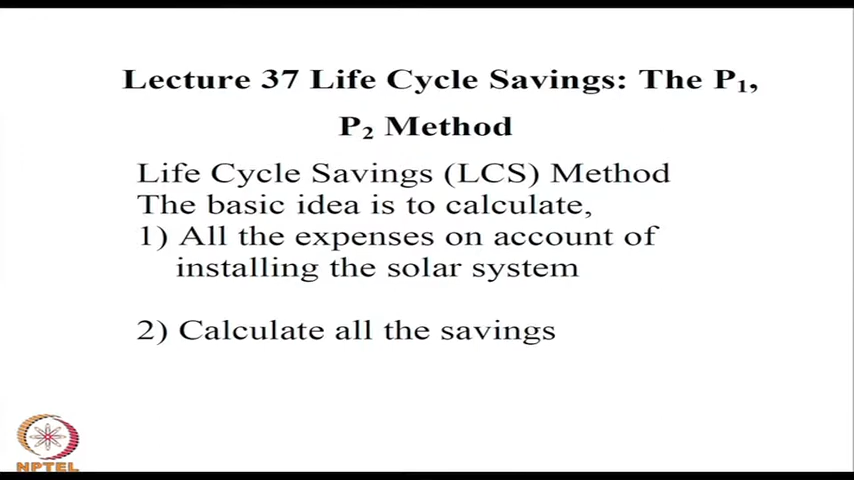 Lecture 37 Life Cycle Savings: The P₁,
P₂ Method
Life Cycle Savings (LCS) Method
The basic idea is to calculate,
1) All the expenses on account of
installing the solar system
2) Calculate all the savings
NPTEL